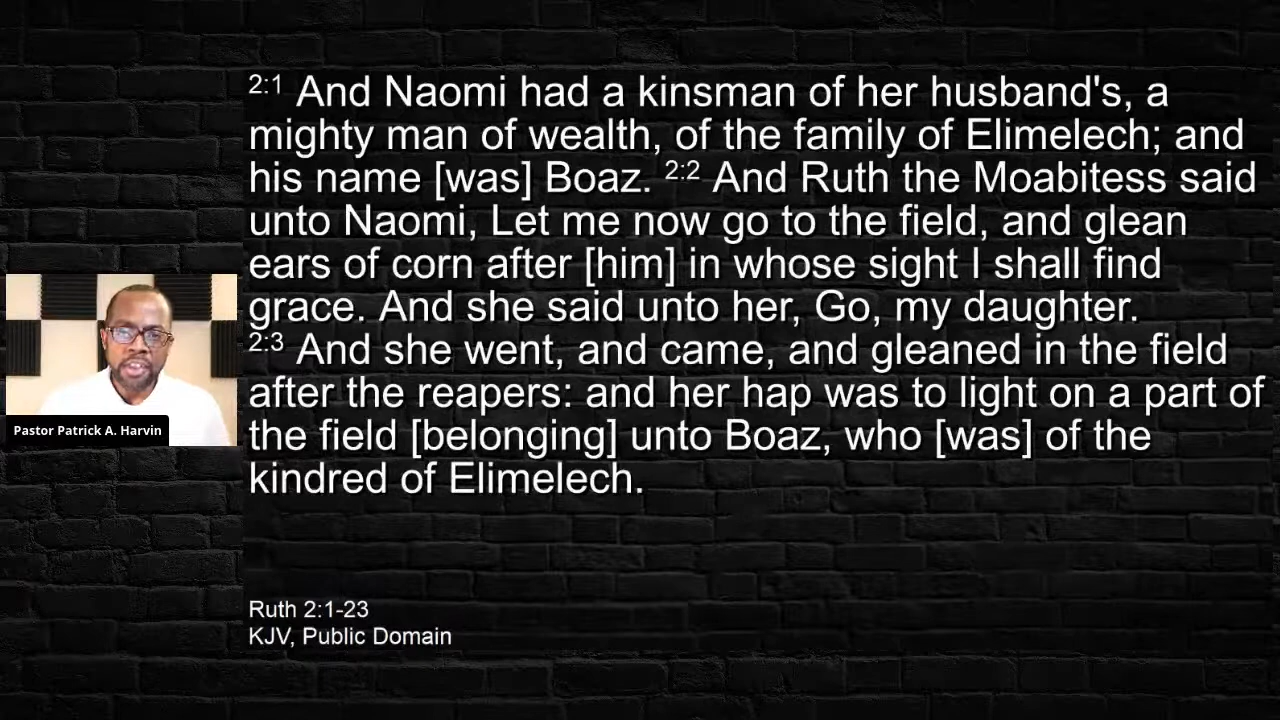 2:1 And Naomi had a kinsman of her husband's, a
mighty man of wealth, of the family of Elimelech; and
his name [was] Boaz. 2:2 And Ruth the Moabitess said
unto Naomi, Let me now go to the field, and glean
ears of corn after [him] in whose sight I shall find
grace. And she said unto her, Go, my daughter.
2:3 And she went, and came, and gleaned in the field
after the reapers: and her hap was to light on a part of
the field [belonging] unto Boaz, who [was] of the
kindred of Elimelech.
Pastor Patrick A. Harvin
Ruth 2:1-23
KJV, Public Domain